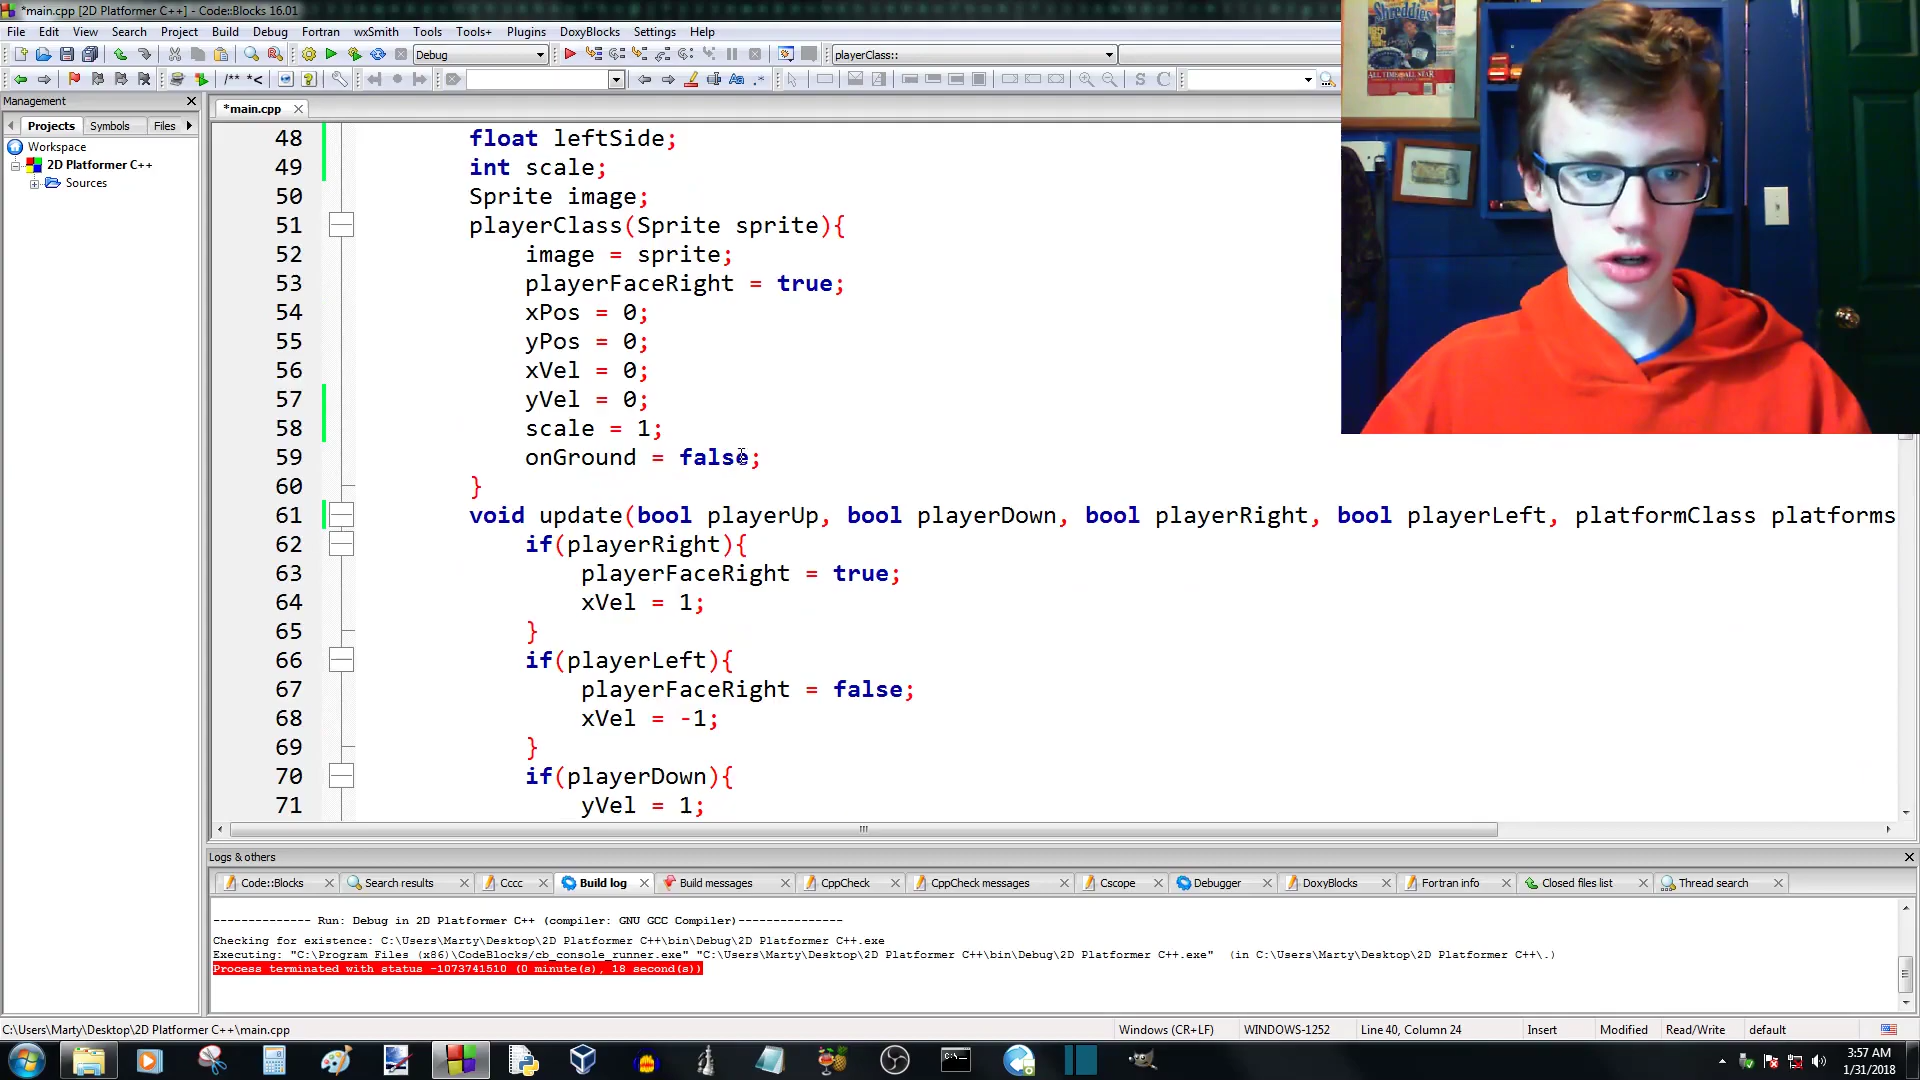 *main.cpp [2D Platformer C++] - Code::Blocks 16.01
File Edit View Search Project Build Debug Fortran wxSmith Tools Tools+ Plugins DoxyBlocks Settings Help
Debug
playerClass::
/** *<
Management
*main.cpp
Projects Symbols Files
Workspace
2D Platformer C++
Sources
48 float leftSide;
49 int scale;
50 Sprite image;
51 playerClass(Sprite sprite){
52 image = sprite;
53 playerFaceRight = true;
54 xPos = 0;
55 yPos = 0;
56 xVel = 0;
57 yVel = 0;
58 scale = 1;
59 onGround = false;
60 }
61 void update(bool playerUp, bool playerDown, bool playerRight, bool playerLeft, platformClass platforms
62 if(playerRight){
63 playerFaceRight = true;
64 xVel = 1;
65 }
66 if(playerLeft){
67 playerFaceRight = false;
68 xVel = -1;
69 }
70 if(playerDown){
71 yVel = 1;
Shreddies
ALL TIME ALL STAR
Logs & others
Code::Blocks Search results Cccc Build log Build messages CppCheck CppCheck messages Cscope Debugger DoxyBlocks Fortran info Closed files list Thread search
-------------- Run: Debug in 2D Platformer C++ (compiler: GNU GCC Compiler)---------------
Checking for existence: C:\Users\Marty\Desktop\2D Platformer C++\bin\Debug\2D Platformer C++.exe
Executing: "C:\Program Files (x86)\CodeBlocks/cb_console_runner.exe" "C:\Users\Marty\Desktop\2D Platformer C++\bin\Debug\2D Platformer C++.exe" (in C:\Users\Marty\Desktop\2D Platformer C++\.)
Process terminated with status -1073741510 (0 minute(s), 18 second(s))
C:\Users\Marty\Desktop\2D Platformer C++\main.cpp
Windows (CR+LF) WINDOWS-1252 Line 40, Column 24 Insert Modified Read/Write default
3:57 AM
1/31/2018